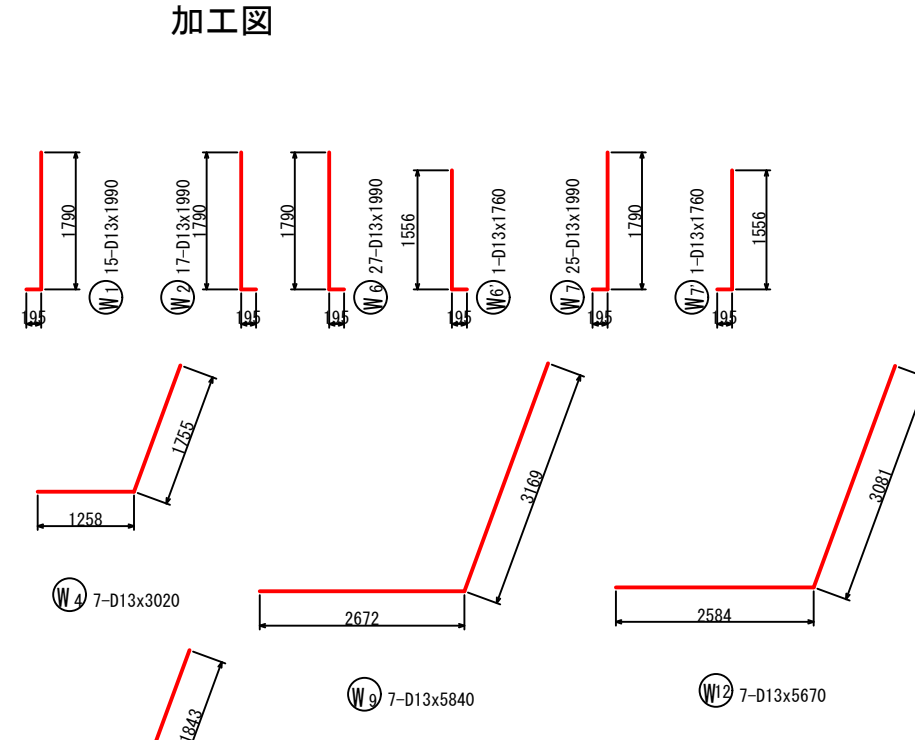 加工図
1790
195
W1 15-D13x1990
W2 17-D13x1990
1790
195
1790
195
W6 27-D13x1990
1556
195
W6' 1-D13x1760
W7 25-D13x1990
1790
195
W7' 1-D13x1760
1556
195
1755
1258
W4 7-D13x3020
3169
2672
W9 7-D13x5840
3081
2584
W12 7-D13x5670
1843